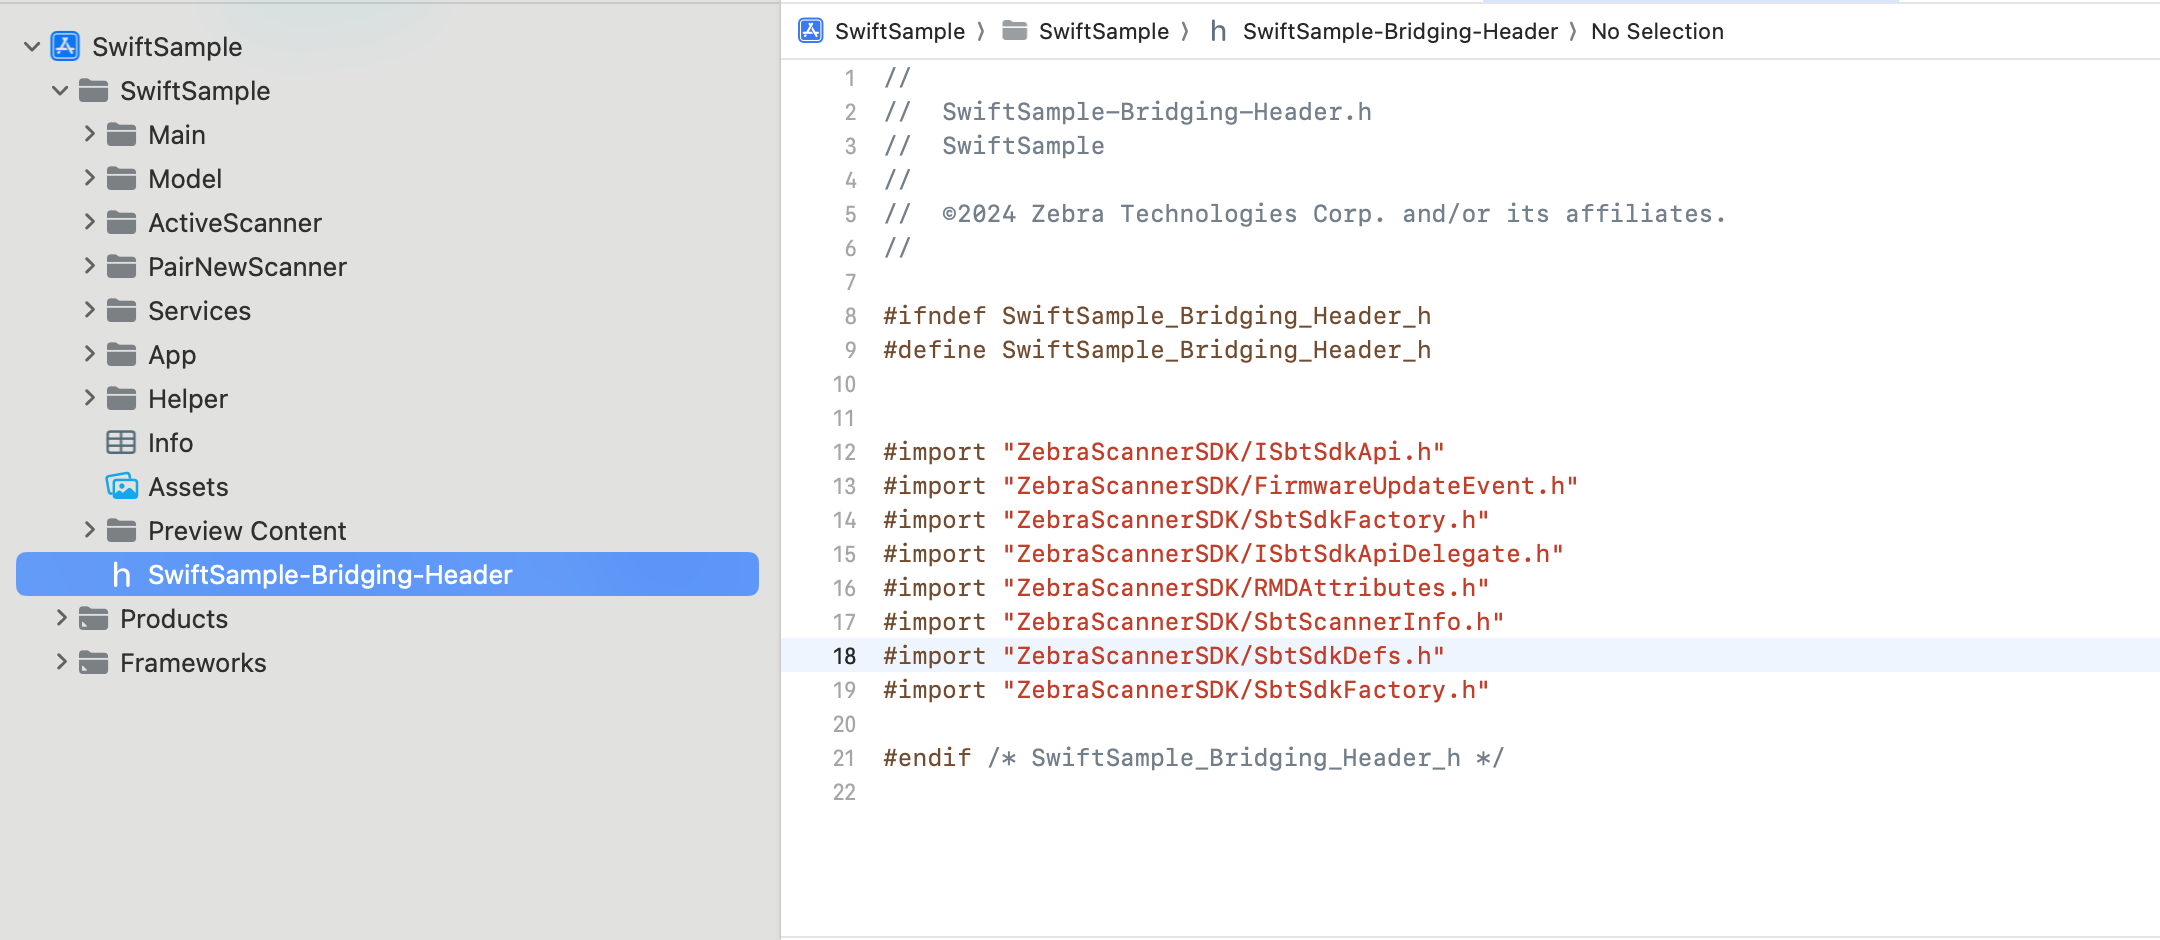 SwiftSample
SwiftSample
Main
Model
ActiveScanner
PairNewScanner
Services
App
Helper
Info
Assets
Preview Content
h SwiftSample-Bridging-Header
Products
Frameworks
SwiftSample 〉 SwiftSample 〉 h SwiftSample-Bridging-Header 〉 No Selection
1 //
2 //  SwiftSample-Bridging-Header.h
3 //  SwiftSample
4 //
5 //  ©2024 Zebra Technologies Corp. and/or its affiliates.
6 //
7
8 #ifndef SwiftSample_Bridging_Header_h
9 #define SwiftSample_Bridging_Header_h
10
11
12 #import "ZebraScannerSDK/ISbtSdkApi.h"
13 #import "ZebraScannerSDK/FirmwareUpdateEvent.h"
14 #import "ZebraScannerSDK/SbtSdkFactory.h"
15 #import "ZebraScannerSDK/ISbtSdkApiDelegate.h"
16 #import "ZebraScannerSDK/RMDAttributes.h"
17 #import "ZebraScannerSDK/SbtScannerInfo.h"
18 #import "ZebraScannerSDK/SbtSdkDefs.h"
19 #import "ZebraScannerSDK/SbtSdkFactory.h"
20
21 #endif /* SwiftSample_Bridging_Header_h */
22